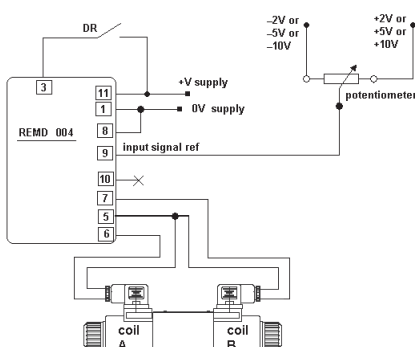 DR
–2V or
–5V or
–10V
+2V or
+5V or
+10V
3
11
+V supply
potentiometer
1
0V supply
REMD 004
8
input signal ref
9
10
7
5
6
coil
A
coil
B